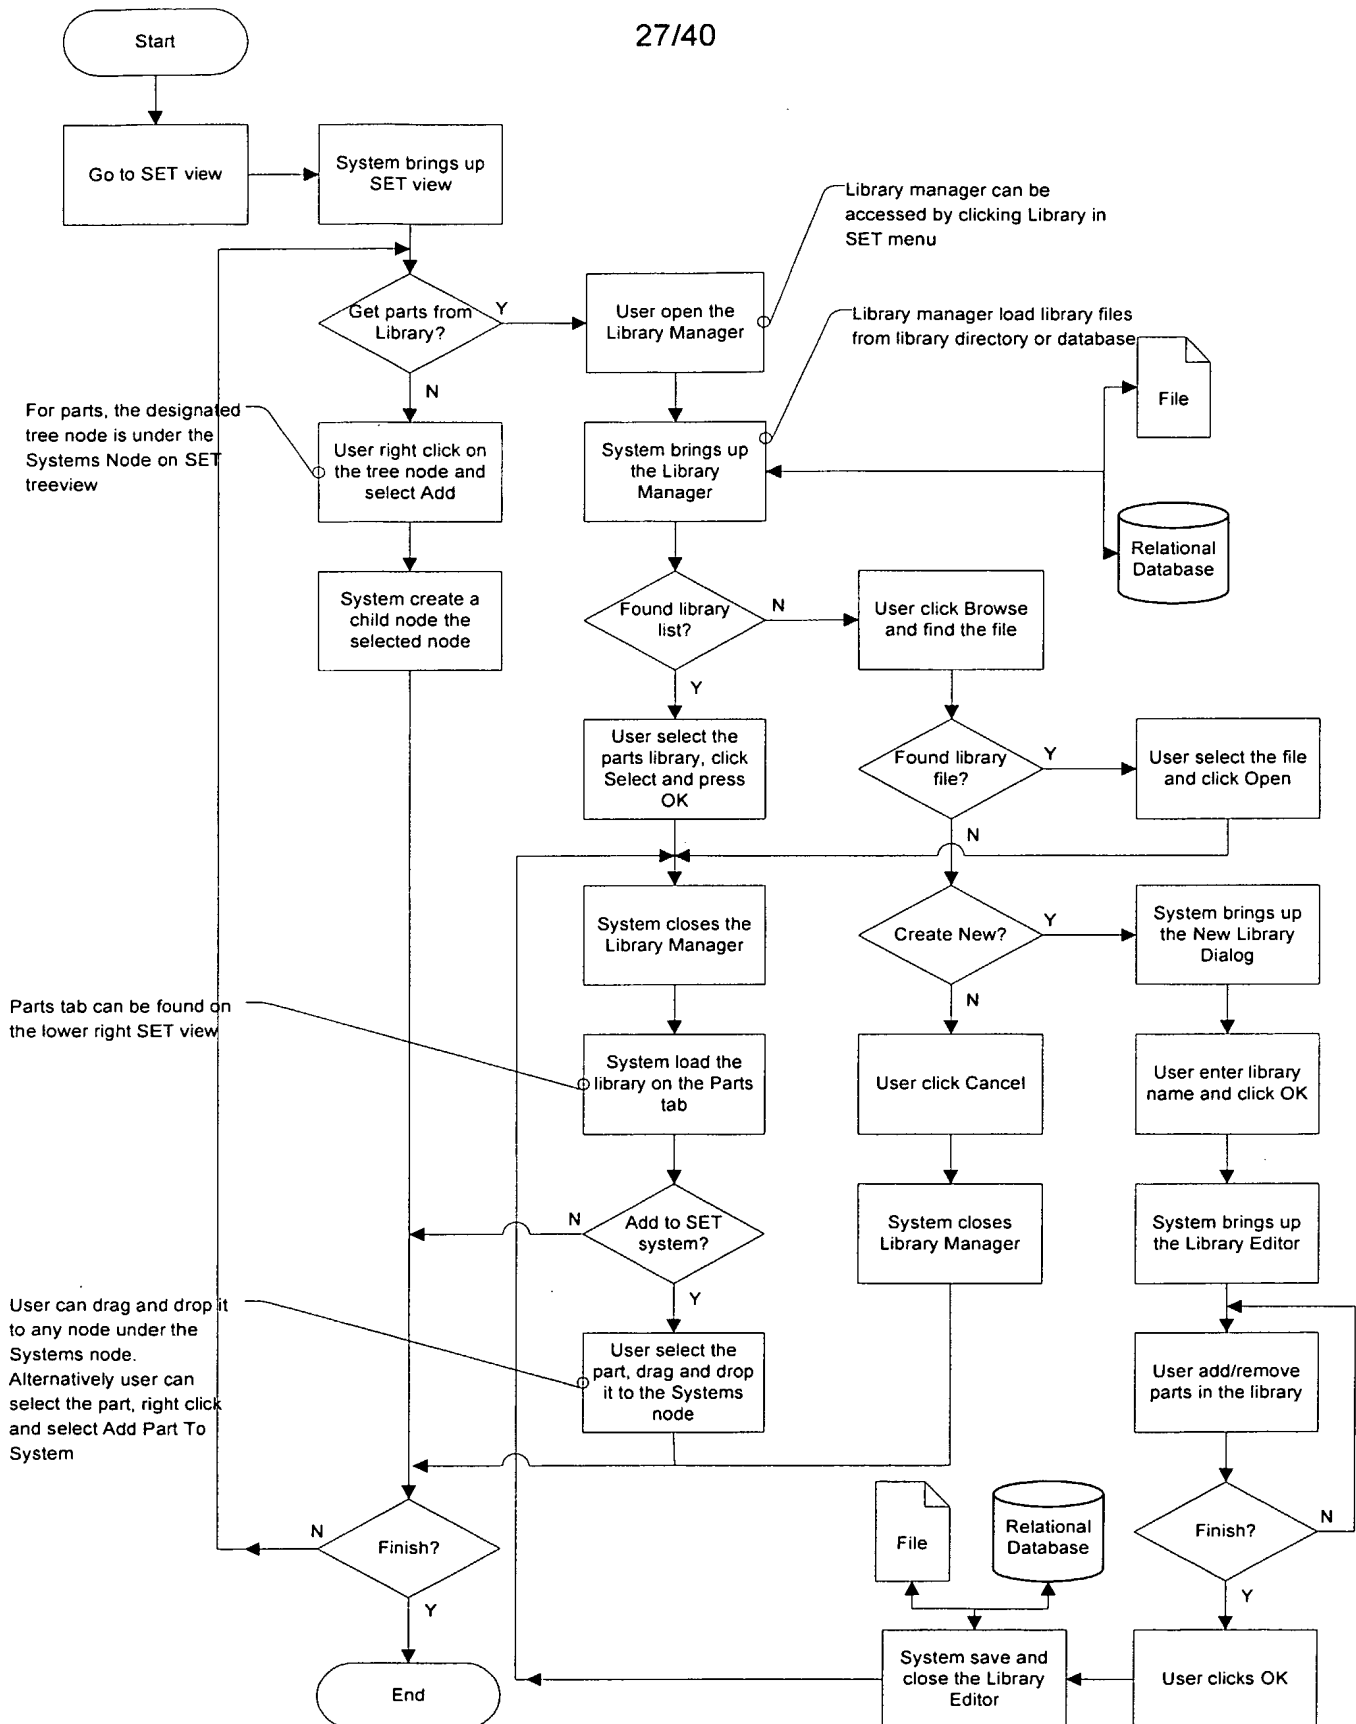 27/40
Start
Go to SET view
System brings up
SET view
Library manager can be
accessed by clicking Library in
SET menu
Get parts from
Library?
Y
N
User open the
Library Manager
Library manager load library files
from library directory or database
File
Relational
Database
For parts, the designated
tree node is under the
Systems Node on SET
treeview
User right click on
the tree node and
select Add
System brings up
the Library
Manager
System create a
child node the
selected node
Found library
list?
N
Y
User click Browse
and find the file
User select the
parts library, click
Select and press
OK
Found library
file?
Y
N
User select the file
and click Open
System closes the
Library Manager
Create New?
Y
N
System brings up
the New Library
Dialog
Parts tab can be found on
the lower right SET view
System load the
library on the Parts
tab
User click Cancel
User enter library
name and click OK
Add to SET
system?
N
Y
System closes
Library Manager
System brings up
the Library Editor
User can drag and drop it
to any node under the
Systems node.
Alternatively user can
select the part, right click
and select Add Part To
System
User select the
part, drag and drop
it to the Systems
node
User add/remove
parts in the library
Finish?
N
Y
File
Relational
Database
Finish?
N
Y
End
System save and
close the Library
Editor
User clicks OK